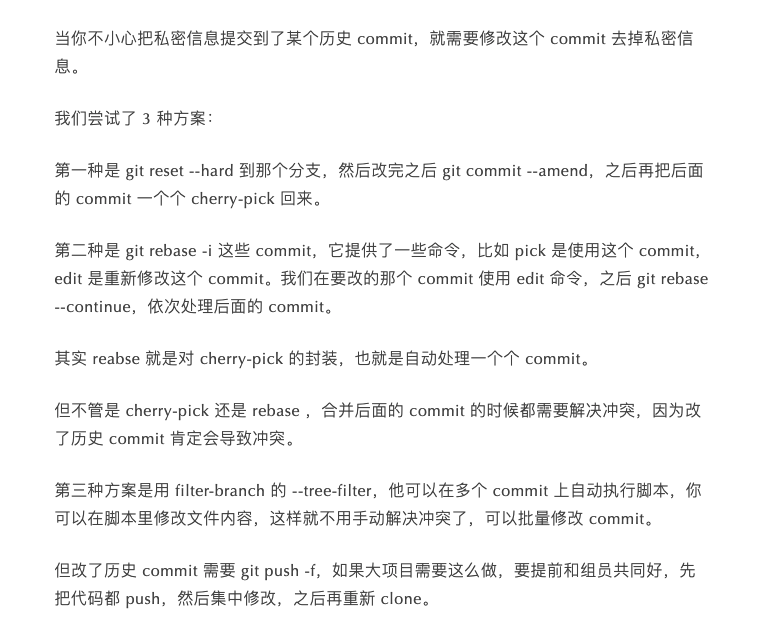 当你不小心把私密信息提交到了某个历史 commit，就需要修改这个 commit 去掉私密信
息。
我们尝试了 3 种方案：
第一种是 git reset --hard 到那个分支，然后改完之后 git commit --amend，之后再把后面
的 commit 一个个 cherry-pick 回来。
第二种是 git rebase -i 这些 commit，它提供了一些命令，比如 pick 是使用这个 commit，
edit 是重新修改这个 commit。我们在要改的那个 commit 使用 edit 命令，之后 git rebase
--continue，依次处理后面的 commit。
其实 reabse 就是对 cherry-pick 的封装，也就是自动处理一个个 commit。
但不管是 cherry-pick 还是 rebase ，合并后面的 commit 的时候都需要解决冲突，因为改
了历史 commit 肯定会导致冲突。
第三种方案是用 filter-branch 的 --tree-filter，他可以在多个 commit 上自动执行脚本，你
可以在脚本里修改文件内容，这样就不用手动解决冲突了，可以批量修改 commit。
但改了历史 commit 需要 git push -f，如果大项目需要这么做，要提前和组员共同好，先
把代码都 push，然后集中修改，之后再重新 clone。